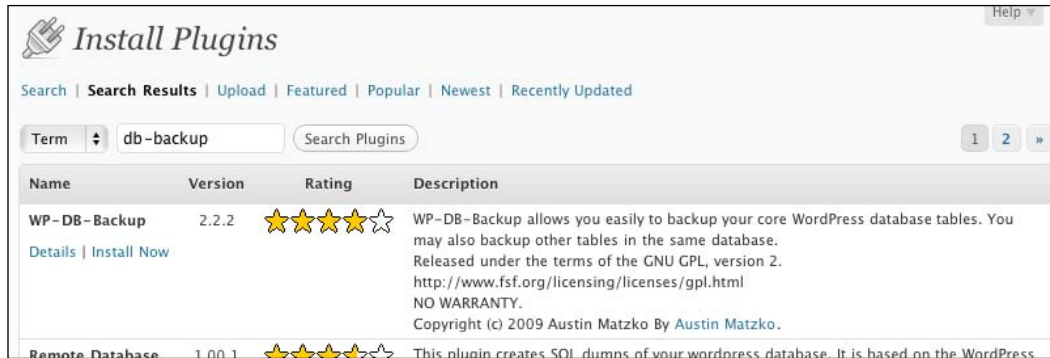 Help
Install Plugins
Search | Search Results | Upload | Featured | Popular | Newest | Recently Updated
Term db-backup Search Plugins 1 2 »
Name Version Rating Description
WP-DB-Backup 2.2.2 WP-DB-Backup allows you easily to backup your core WordPress database tables. You
Details | Install Now may also backup other tables in the same database.
Released under the terms of the GNU GPL, version 2.
http://www.fsf.org/licensing/licenses/gpl.html
NO WARRANTY.
Copyright (c) 2009 Austin Matzko By Austin Matzko.
Remote Database 1.00.1 This plugin creates SQL dumps of your wordpress database. It is based on the WordPress